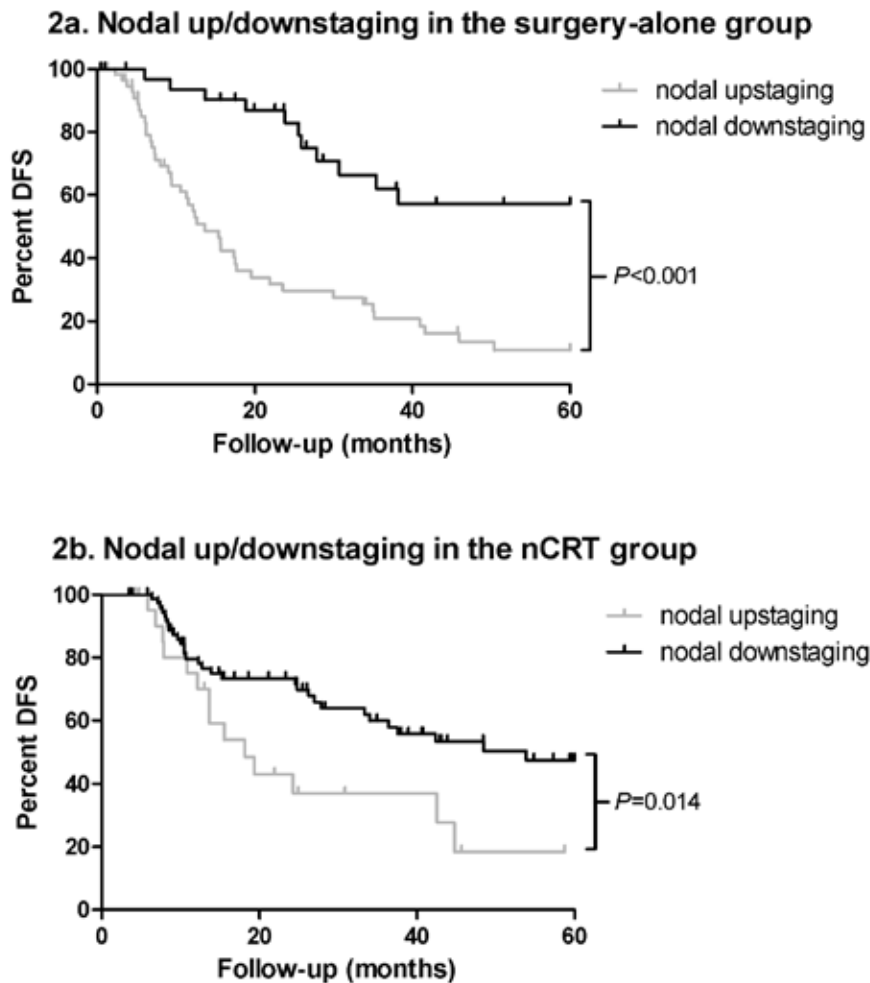 2a. Nodal up/downstaging in the surgery-alone group
100
80
60
40
20
0
Percent DFS
0 20 40 60
Follow-up (months)
nodal upstaging
nodal downstaging
P<0.001
2b. Nodal up/downstaging in the nCRT group
100
80
60
40
20
0
Percent DFS
0 20 40 60
Follow-up (months)
nodal upstaging
nodal downstaging
P=0.014